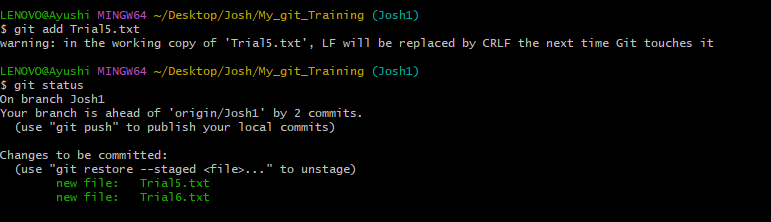 LENOVO@Ayushi MINGW64 ~/Desktop/Josh/My_git_Training (Josh1)
$ git add Trial5.txt
warning: in the working copy of 'Trial5.txt', LF will be replaced by CRLF the next time Git touches it
LENOVO@Ayushi MINGW64 ~/Desktop/Josh/My_git_Training (Josh1)
$ git status
On branch Josh1
Your branch is ahead of 'origin/Josh1' by 2 commits.
  (use "git push" to publish your local commits)
Changes to be committed:
  (use "git restore --staged <file>..." to unstage)
        new file:   Trial5.txt
        new file:   Trial6.txt